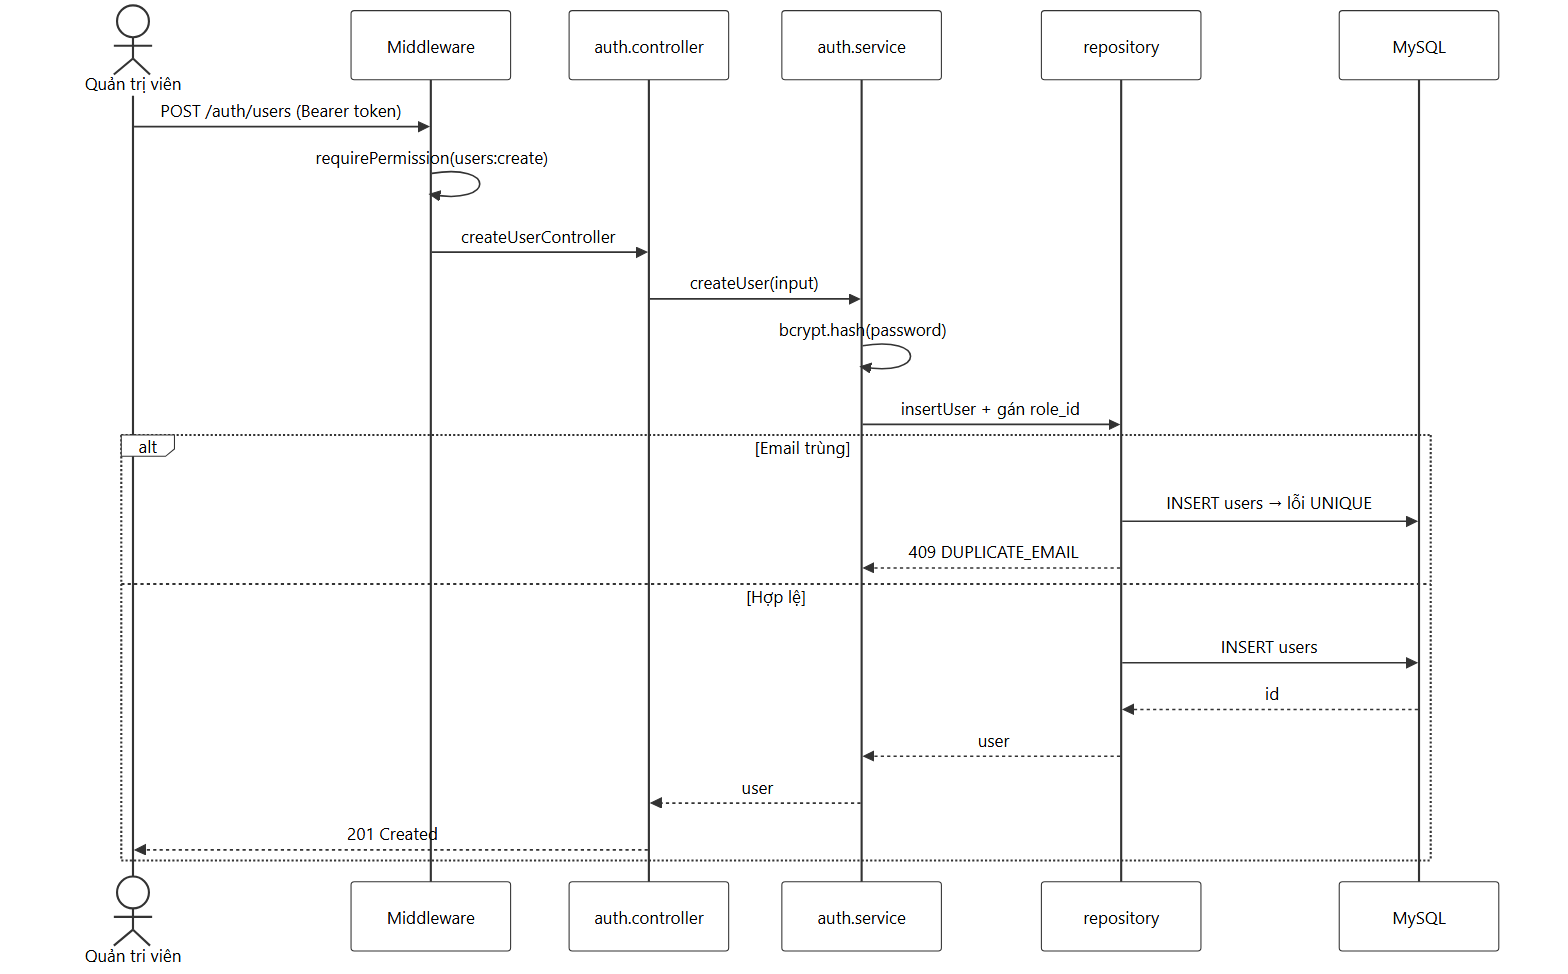 Quản trị viên
Middleware
auth.controller
auth.service
repository
MySQL
POST /auth/users (Bearer token)
requirePermission(users:create)
createUserController
createUser(input)
bcrypt.hash(password)
insertUser + gán role_id
alt
[Email trùng]
INSERT users → lỗi UNIQUE
409 DUPLICATE_EMAIL
[Hợp lệ]
INSERT users
id
user
user
201 Created
Quản trị viên
Middleware
auth.controller
auth.service
repository
MySQL